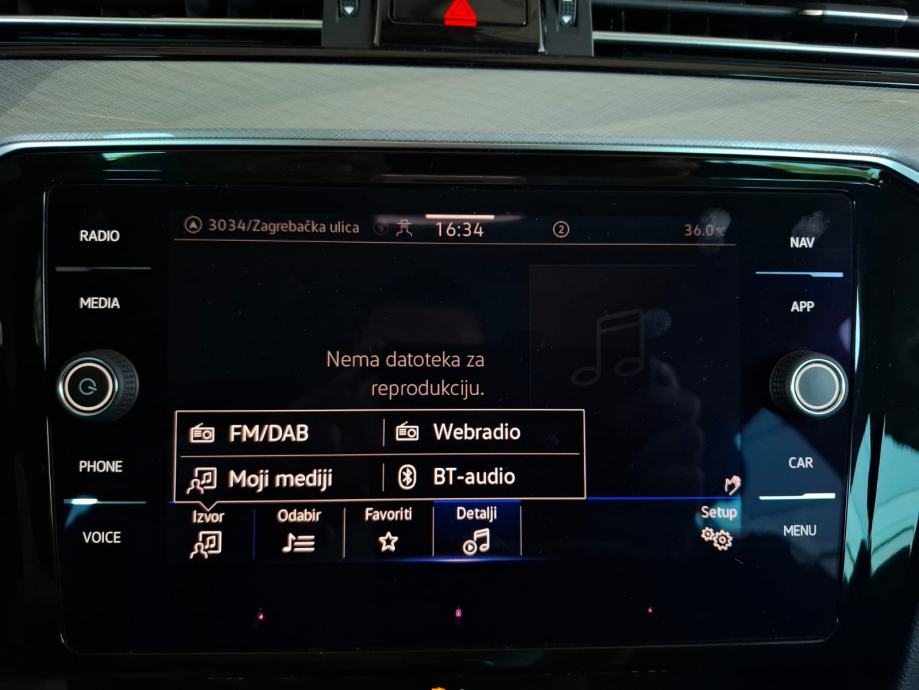 RADIO
MEDIA
PHONE
VOICE
3034/Zagrebačka ulica
16:34
2
36.0°C
Nema datoteka za
reprodukciju.
FM/DAB
Webradio
Moji mediji
BT-audio
Izvor
Odabir
Favoriti
Detalji
Setup
NAV
APP
CAR
MENU